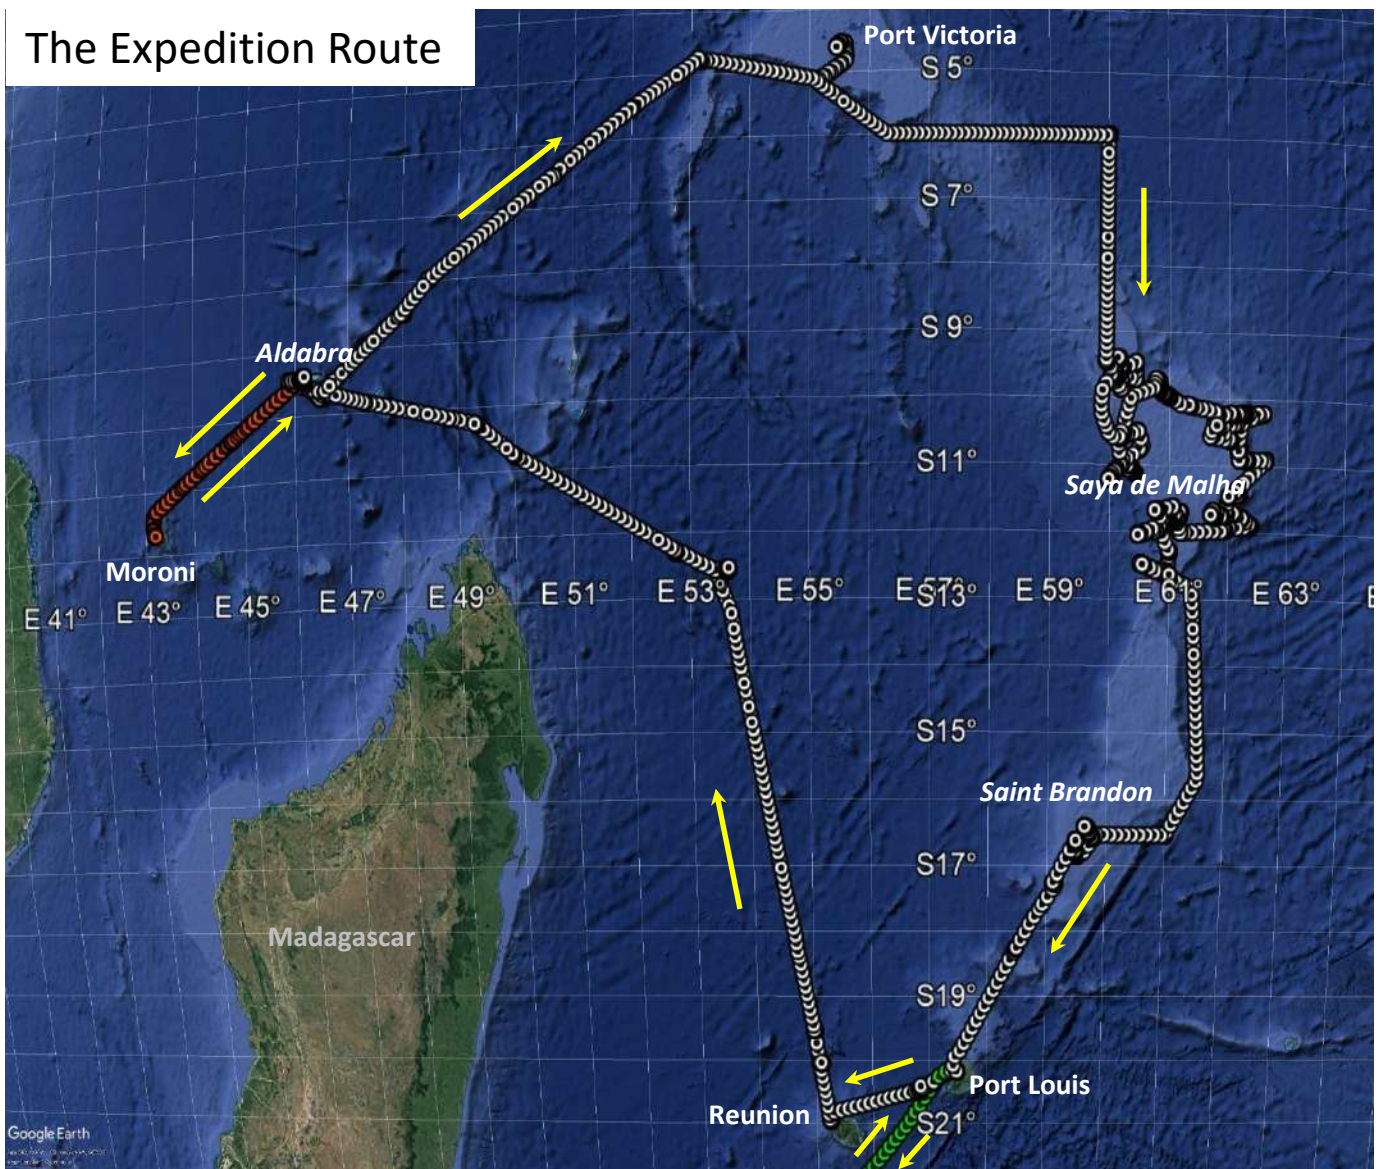 The Expedition Route
Port Victoria
S 5°
S 7°
S 9°
Aldabra
S11°
Saya de Malha
Moroni
E 41°
E 43°
E 45°
E 47°
E 49°
E 51°
E 53°
E 55°
E 57°
S13°
E 59°
E 61°
E 63°
S15°
Saint Brandon
S17°
Madagascar
S19°
Port Louis
Reunion
S21°
Google Earth